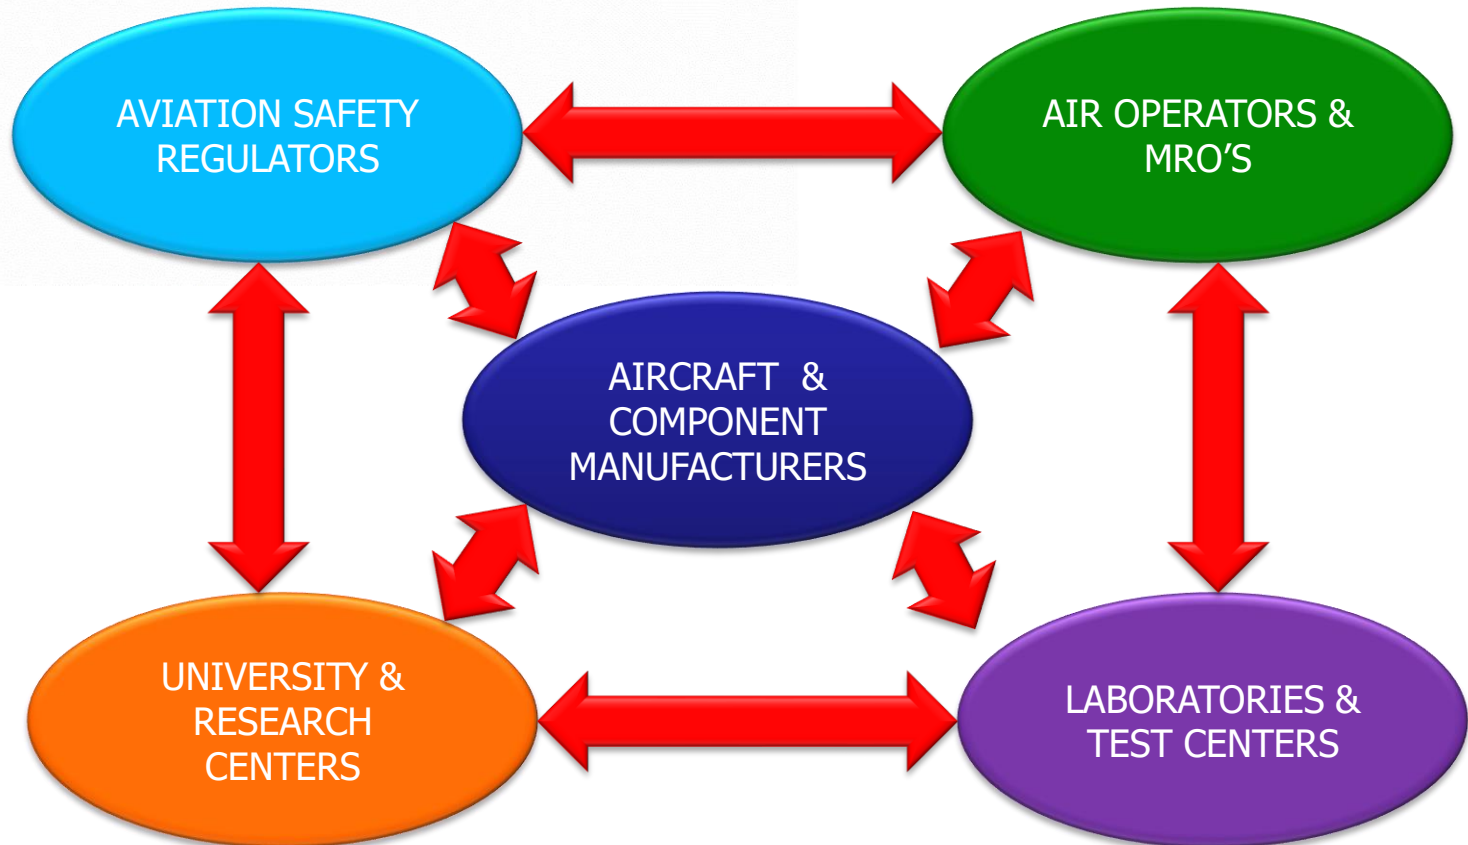 AVIATION SAFETY
REGULATORS
AIR OPERATORS &
MRO’S
AIRCRAFT &
COMPONENT
MANUFACTURERS
UNIVERSITY &
RESEARCH
CENTERS
LABORATORIES &
TEST CENTERS